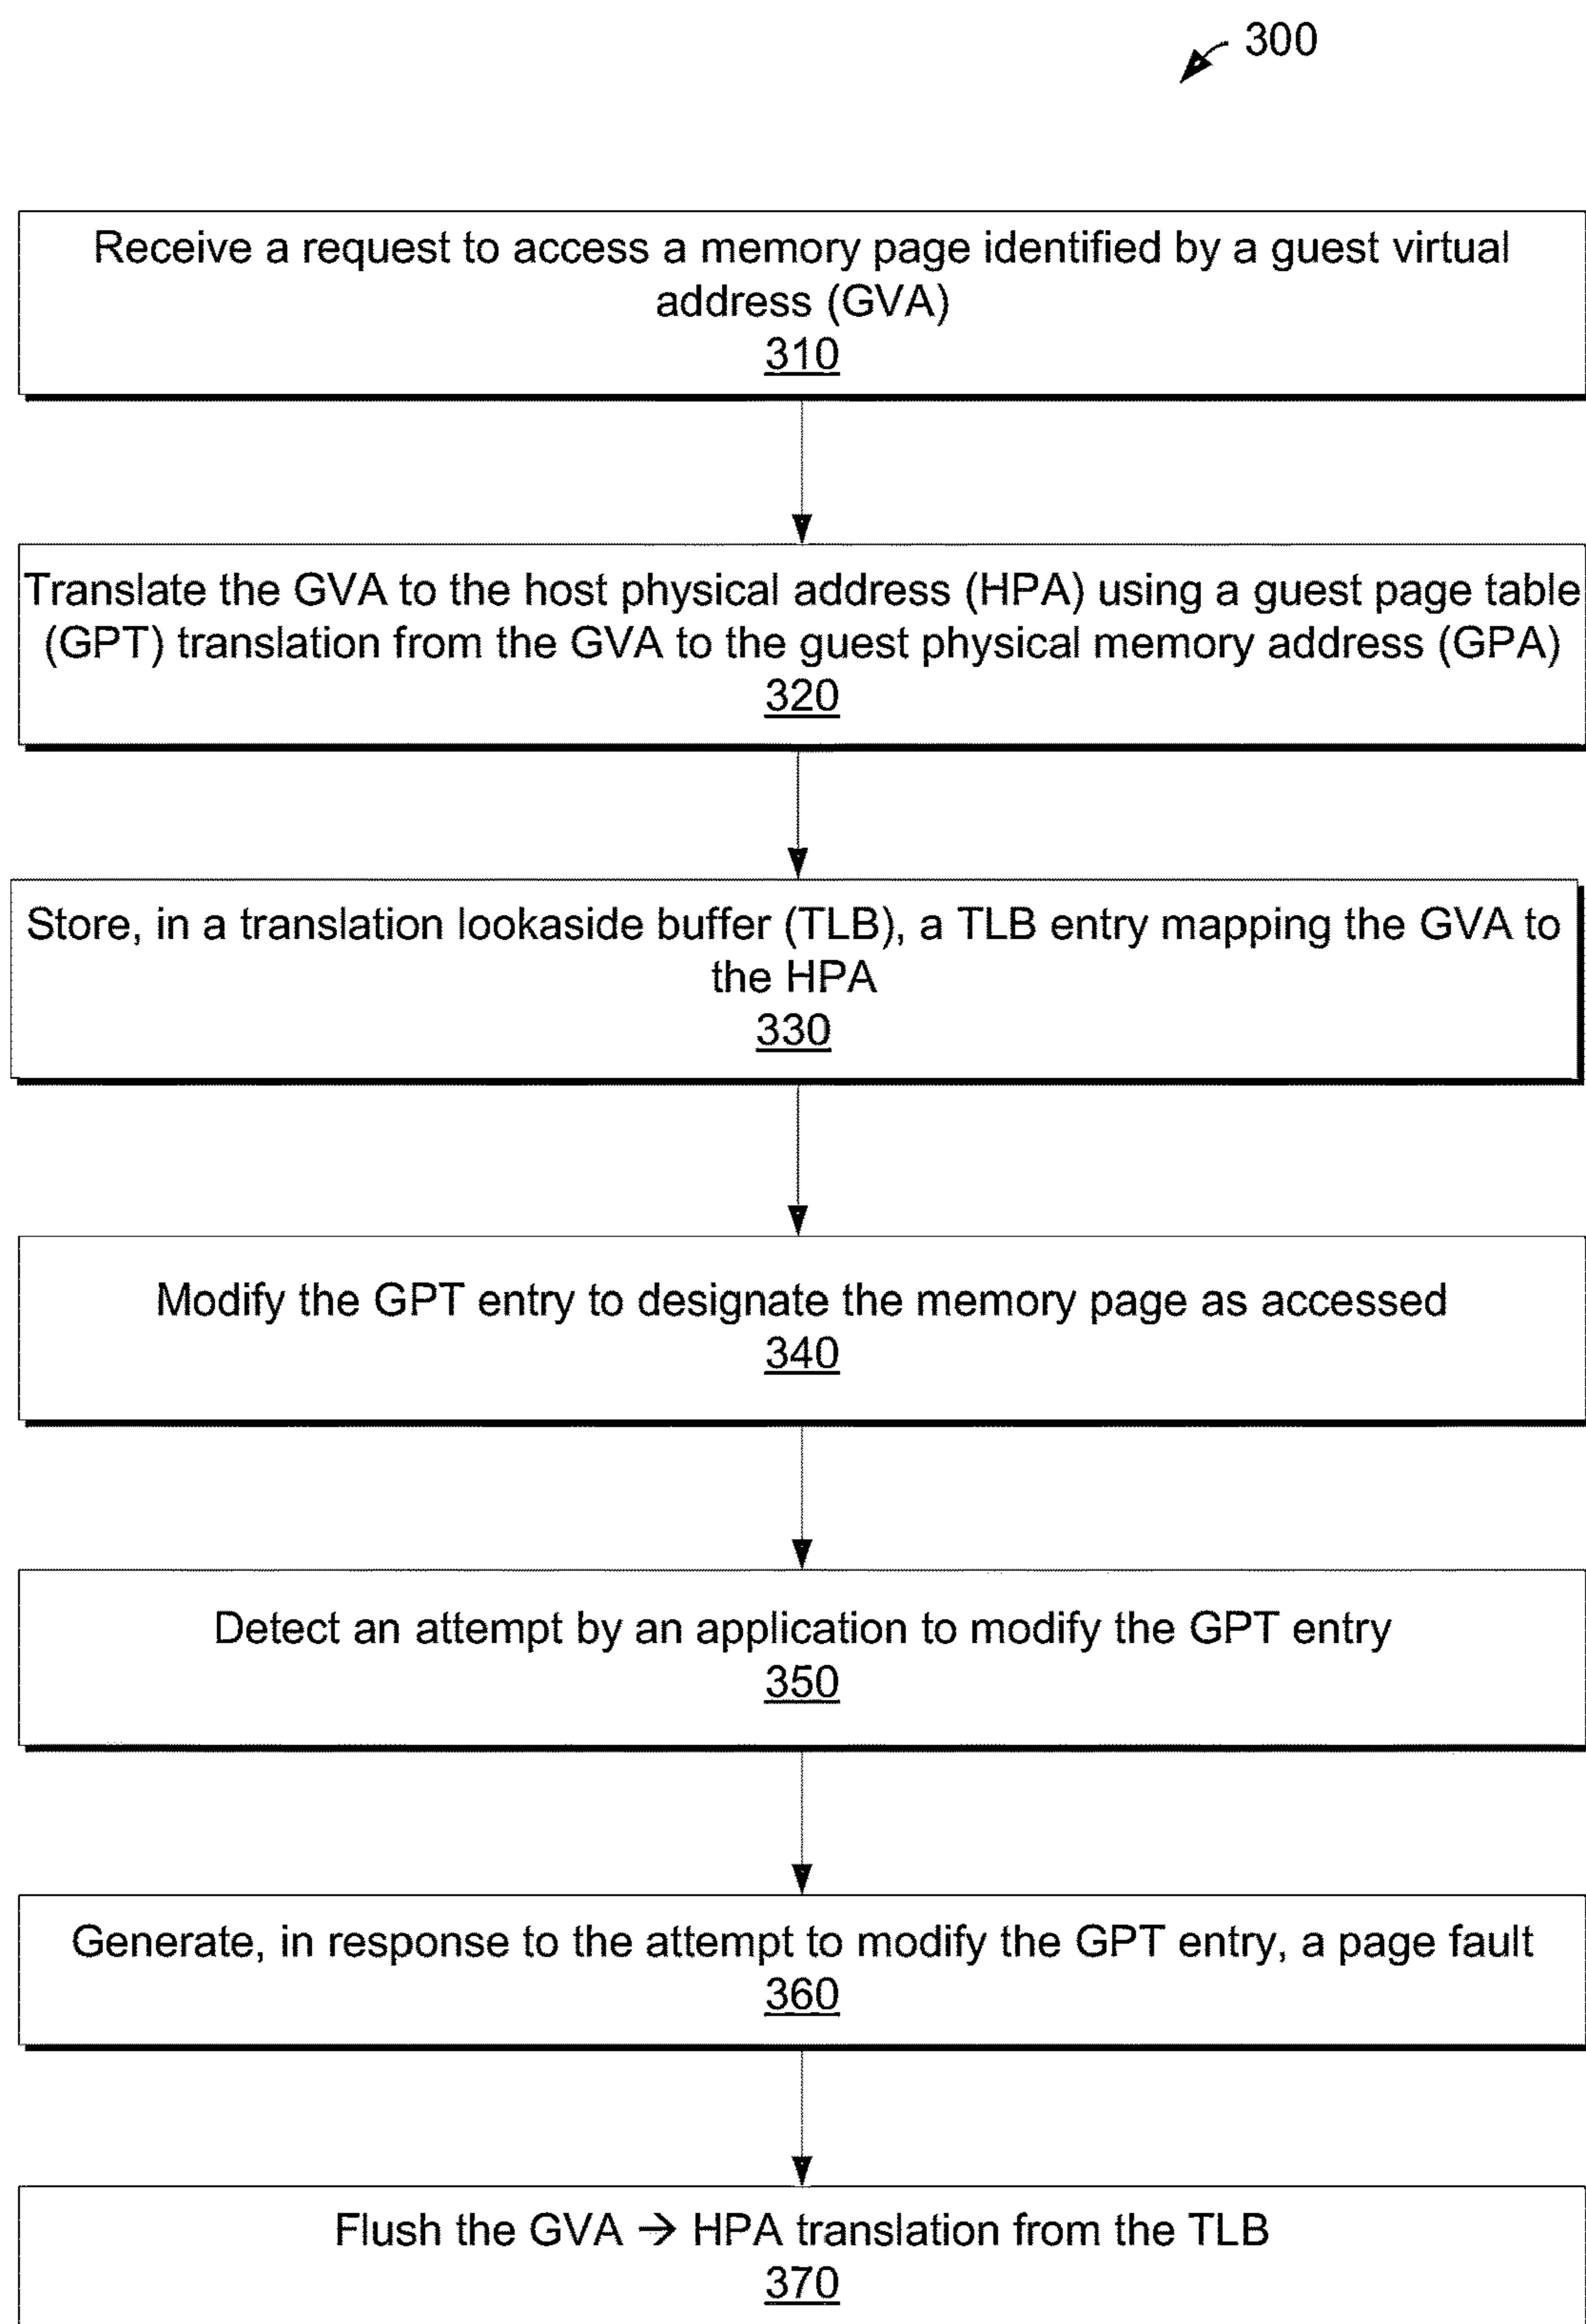 300
Receive a request to access a memory page identified by a guest virtual
address (GVA)
310
Translate the GVA to the host physical address (HPA) using a guest page table
(GPT) translation from the GVA to the guest physical memory address (GPA)
320
Store, in a translation lookaside buffer (TLB), a TLB entry mapping the GVA to
the HPA
330
Modify the GPT entry to designate the memory page as accessed
340
Detect an attempt by an application to modify the GPT entry
350
Generate, in response to the attempt to modify the GPT entry, a page fault
360
Flush the GVA → HPA translation from the TLB
370